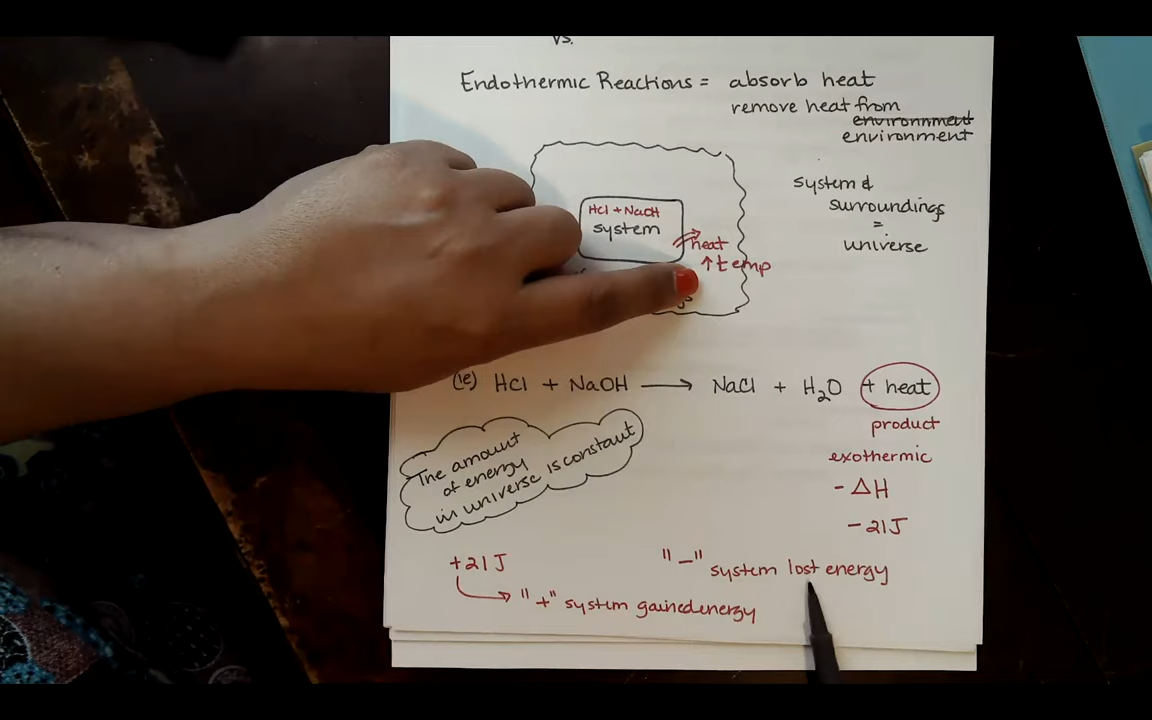 vs.
Endothermic Reactions = absorb heat
remove heat from
environment
environment
system &
surroundings
=
universe
HCl + NaOH
system
heat
↑temp
(ie) HCl + NaOH → NaCl + H₂O + heat
product
exothermic
- ΔH
- 21J
The amount
of energy
in universe is constant
+21J
"+" system gained energy
"-" system lost energy